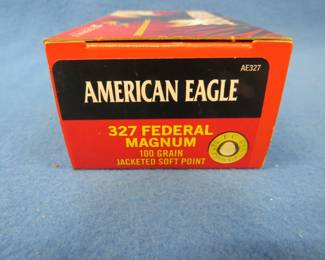 AE327
AMERICAN EAGLE
327 FEDERAL
MAGNUM
100 GRAIN
JACKETED SOFT POINT